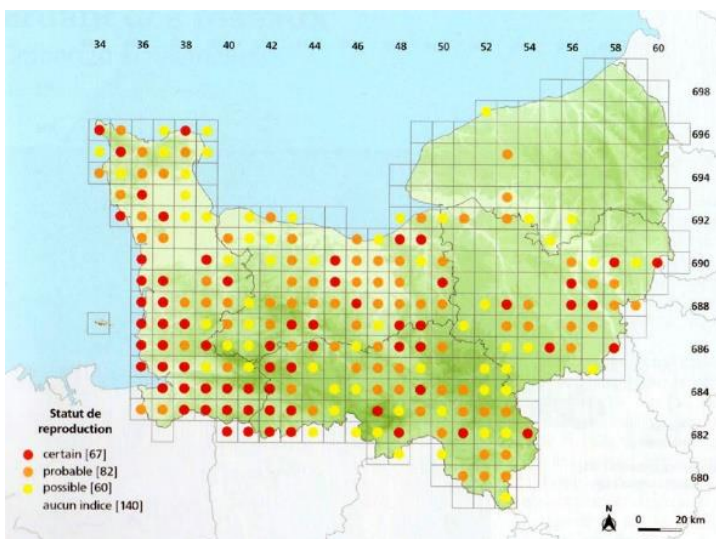 34 36 38 40 42 44 46 48 50 52 54 56 58 60
698
696
694
692
690
688
686
684
682
680
Statut de
reproduction
certain [67]
probable [82]
possible [60]
aucun indice [140]
N
0 20 km